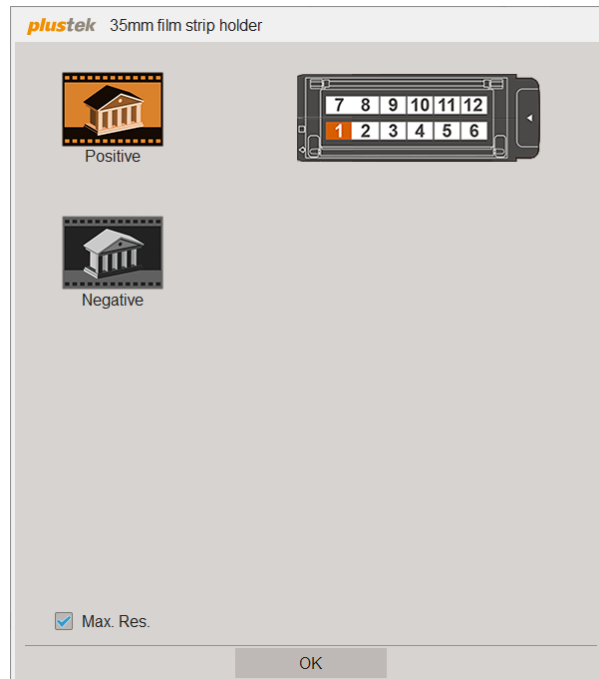 plustek 35mm film strip holder
Positive
7 8 9 10 11 12
1 2 3 4 5 6
Negative
Max. Res.
OK